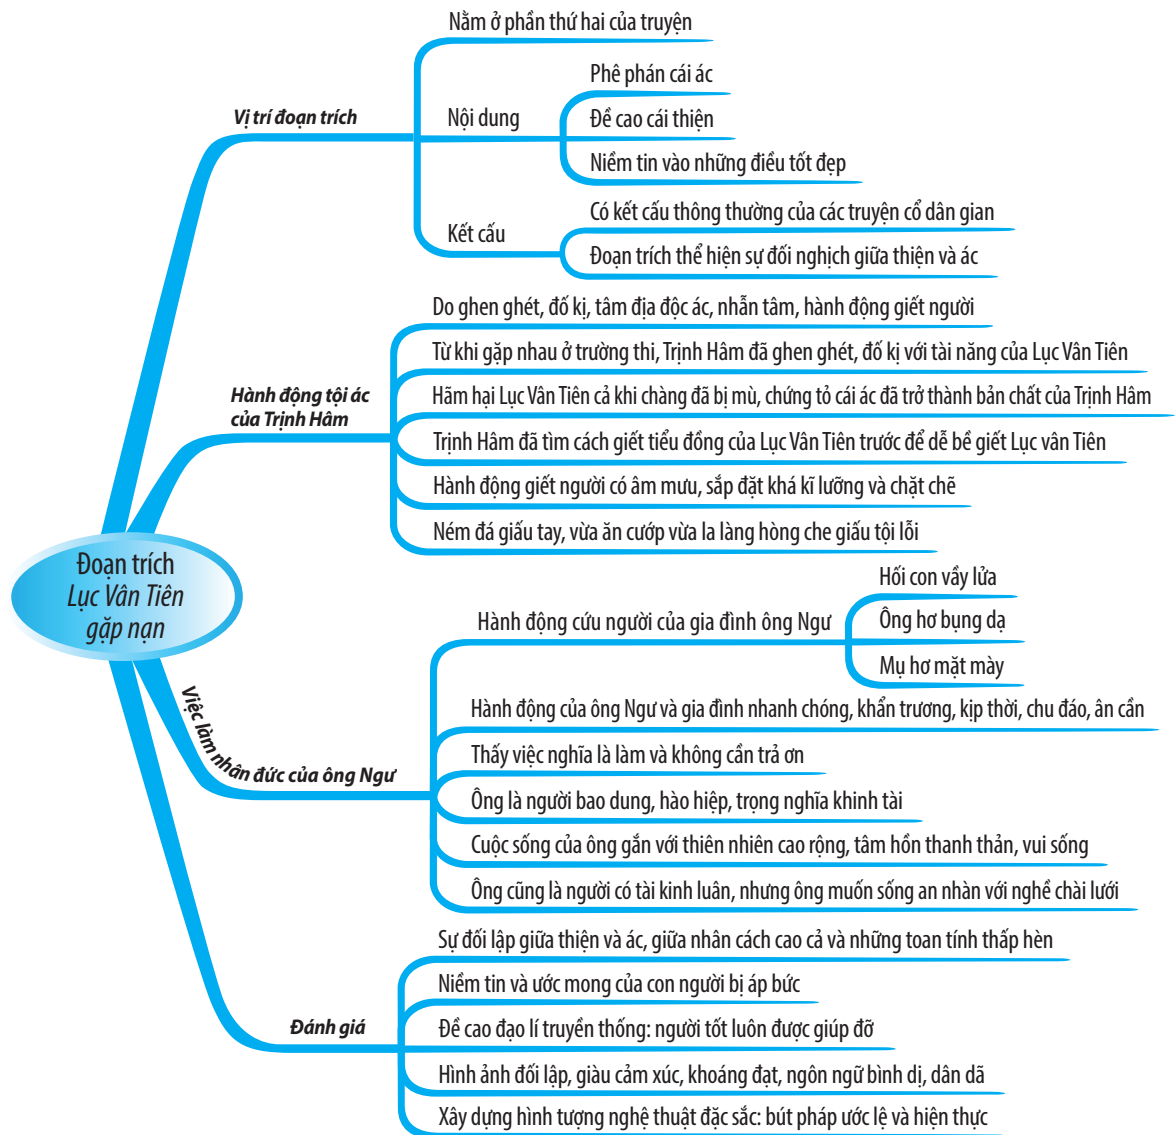 Đoạn trích
Lục Vân Tiên
gặp nạn
Vị trí đoạn trích
Nằm ở phần thứ hai của truyện
Nội dung
Phê phán cái ác
Đề cao cái thiện
Niềm tin vào những điều tốt đẹp
Kết cấu
Có kết cấu thông thường của các truyện cổ dân gian
Đoạn trích thể hiện sự đối nghịch giữa thiện và ác
Hành động tội ác
của Trịnh Hâm
Do ghen ghét, đố kị, tâm địa độc ác, nhẫn tâm, hành động giết người
Từ khi gặp nhau ở trường thi, Trịnh Hâm đã ghen ghét, đố kị với tài năng của Lục Vân Tiên
Hãm hại Lục Vân Tiên cả khi chàng đã bị mù, chứng tỏ cái ác đã trở thành bản chất của Trịnh Hâm
Trịnh Hâm đã tìm cách giết tiểu đồng của Lục Vân Tiên trước để dễ bề giết Lục vân Tiên
Hành động giết người có âm mưu, sắp đặt khá kĩ lưỡng và chặt chẽ
Ném đá giấu tay, vừa ăn cướp vừa la làng hòng che giấu tội lỗi
Việc làm nhân đức của ông Ngư
Hành động cứu người của gia đình ông Ngư
Hối con vầy lửa
Ông hơ bụng dạ
Mụ hơ mặt mày
Hành động của ông Ngư và gia đình nhanh chóng, khẩn trương, kịp thời, chu đáo, ân cần
Thấy việc nghĩa là làm và không cần trả ơn
Ông là người bao dung, hào hiệp, trọng nghĩa khinh tài
Cuộc sống của ông gắn với thiên nhiên cao rộng, tâm hồn thanh thản, vui sống
Ông cũng là người có tài kinh luân, nhưng ông muốn sống an nhàn với nghề chài lưới
Đánh giá
Sự đối lập giữa thiện và ác, giữa nhân cách cao cả và những toan tính thấp hèn
Niềm tin và ước mong của con người bị áp bức
Đề cao đạo lí truyền thống: người tốt luôn được giúp đỡ
Hình ảnh đối lập, giàu cảm xúc, khoáng đạt, ngôn ngữ bình dị, dân dã
Xây dựng hình tượng nghệ thuật đặc sắc: bút pháp ước lệ và hiện thực